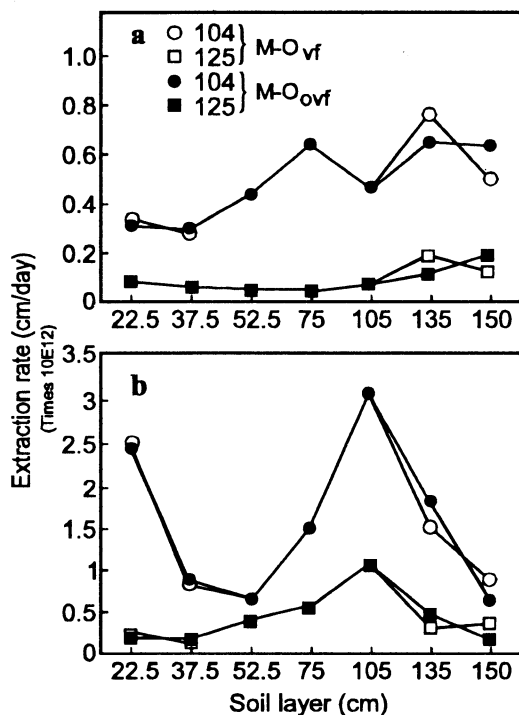 a
104
125
M-Ovf
104
125
M-Oovf
1.0
0.8
0.6
0.4
0.2
0
22.5 37.5 52.5 75 105 135 150
Extraction rate (cm/day)
(Times 10E12)
b
3.5
3
2.5
2
1.5
1
0.5
0
22.5 37.5 52.5 75 105 135 150
Soil layer (cm)